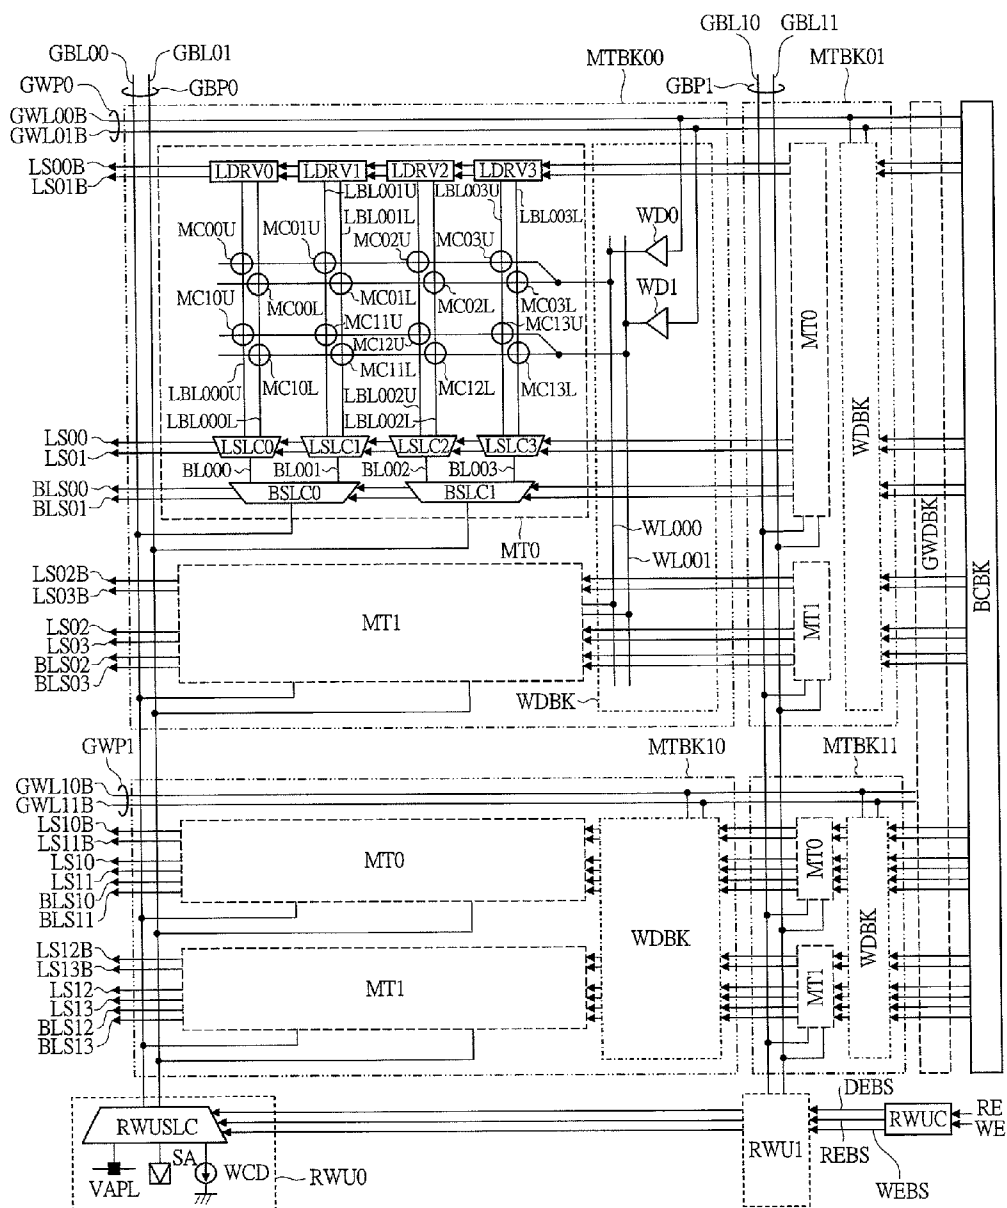 GBL00
GBL01
GBP0
GWP0
GWL00B
GWL01B
MTBK00
GBL10
GBL11
GBP1
MTBK01
LS00B
LS01B
LDRV0
LDRV1
LDRV2
LDRV3
LBL001U
LBL001L
LBL003U
LBL003L
MC00U
MC01U
MC02U
MC03U
WD0
MC00L
MC01L
MC02L
MC03L
MC10U
MC11U
MC12U
MC13U
WD1
MC10L
MC11L
MC12L
MC13L
LBL000U
LBL000L
LBL002U
LBL002L
MT0
WDBK
GWDBK
BCBK
LS00
LS01
LSLC0
LSLC1
LSLC2
LSLC3
BL000
BL001
BL002
BL003
BLS00
BLS01
BSLC0
BSLC1
MT0
WL000
WL001
LS02B
LS03B
LS02
LS03
BLS02
BLS03
MT1
MT1
WDBK
GWP1
MTBK10
MTBK11
GWL10B
GWL11B
LS10B
LS11B
LS10
LS11
BLS10
BLS11
MT0
WDBK
MT0
WDBK
LS12B
LS13B
LS12
LS13
BLS12
BLS13
MT1
MT1
RWUSLC
VAPL
SA
WCD
RWU0
RWU1
DEBS
REBS
WEBS
RWUC
RE
WE